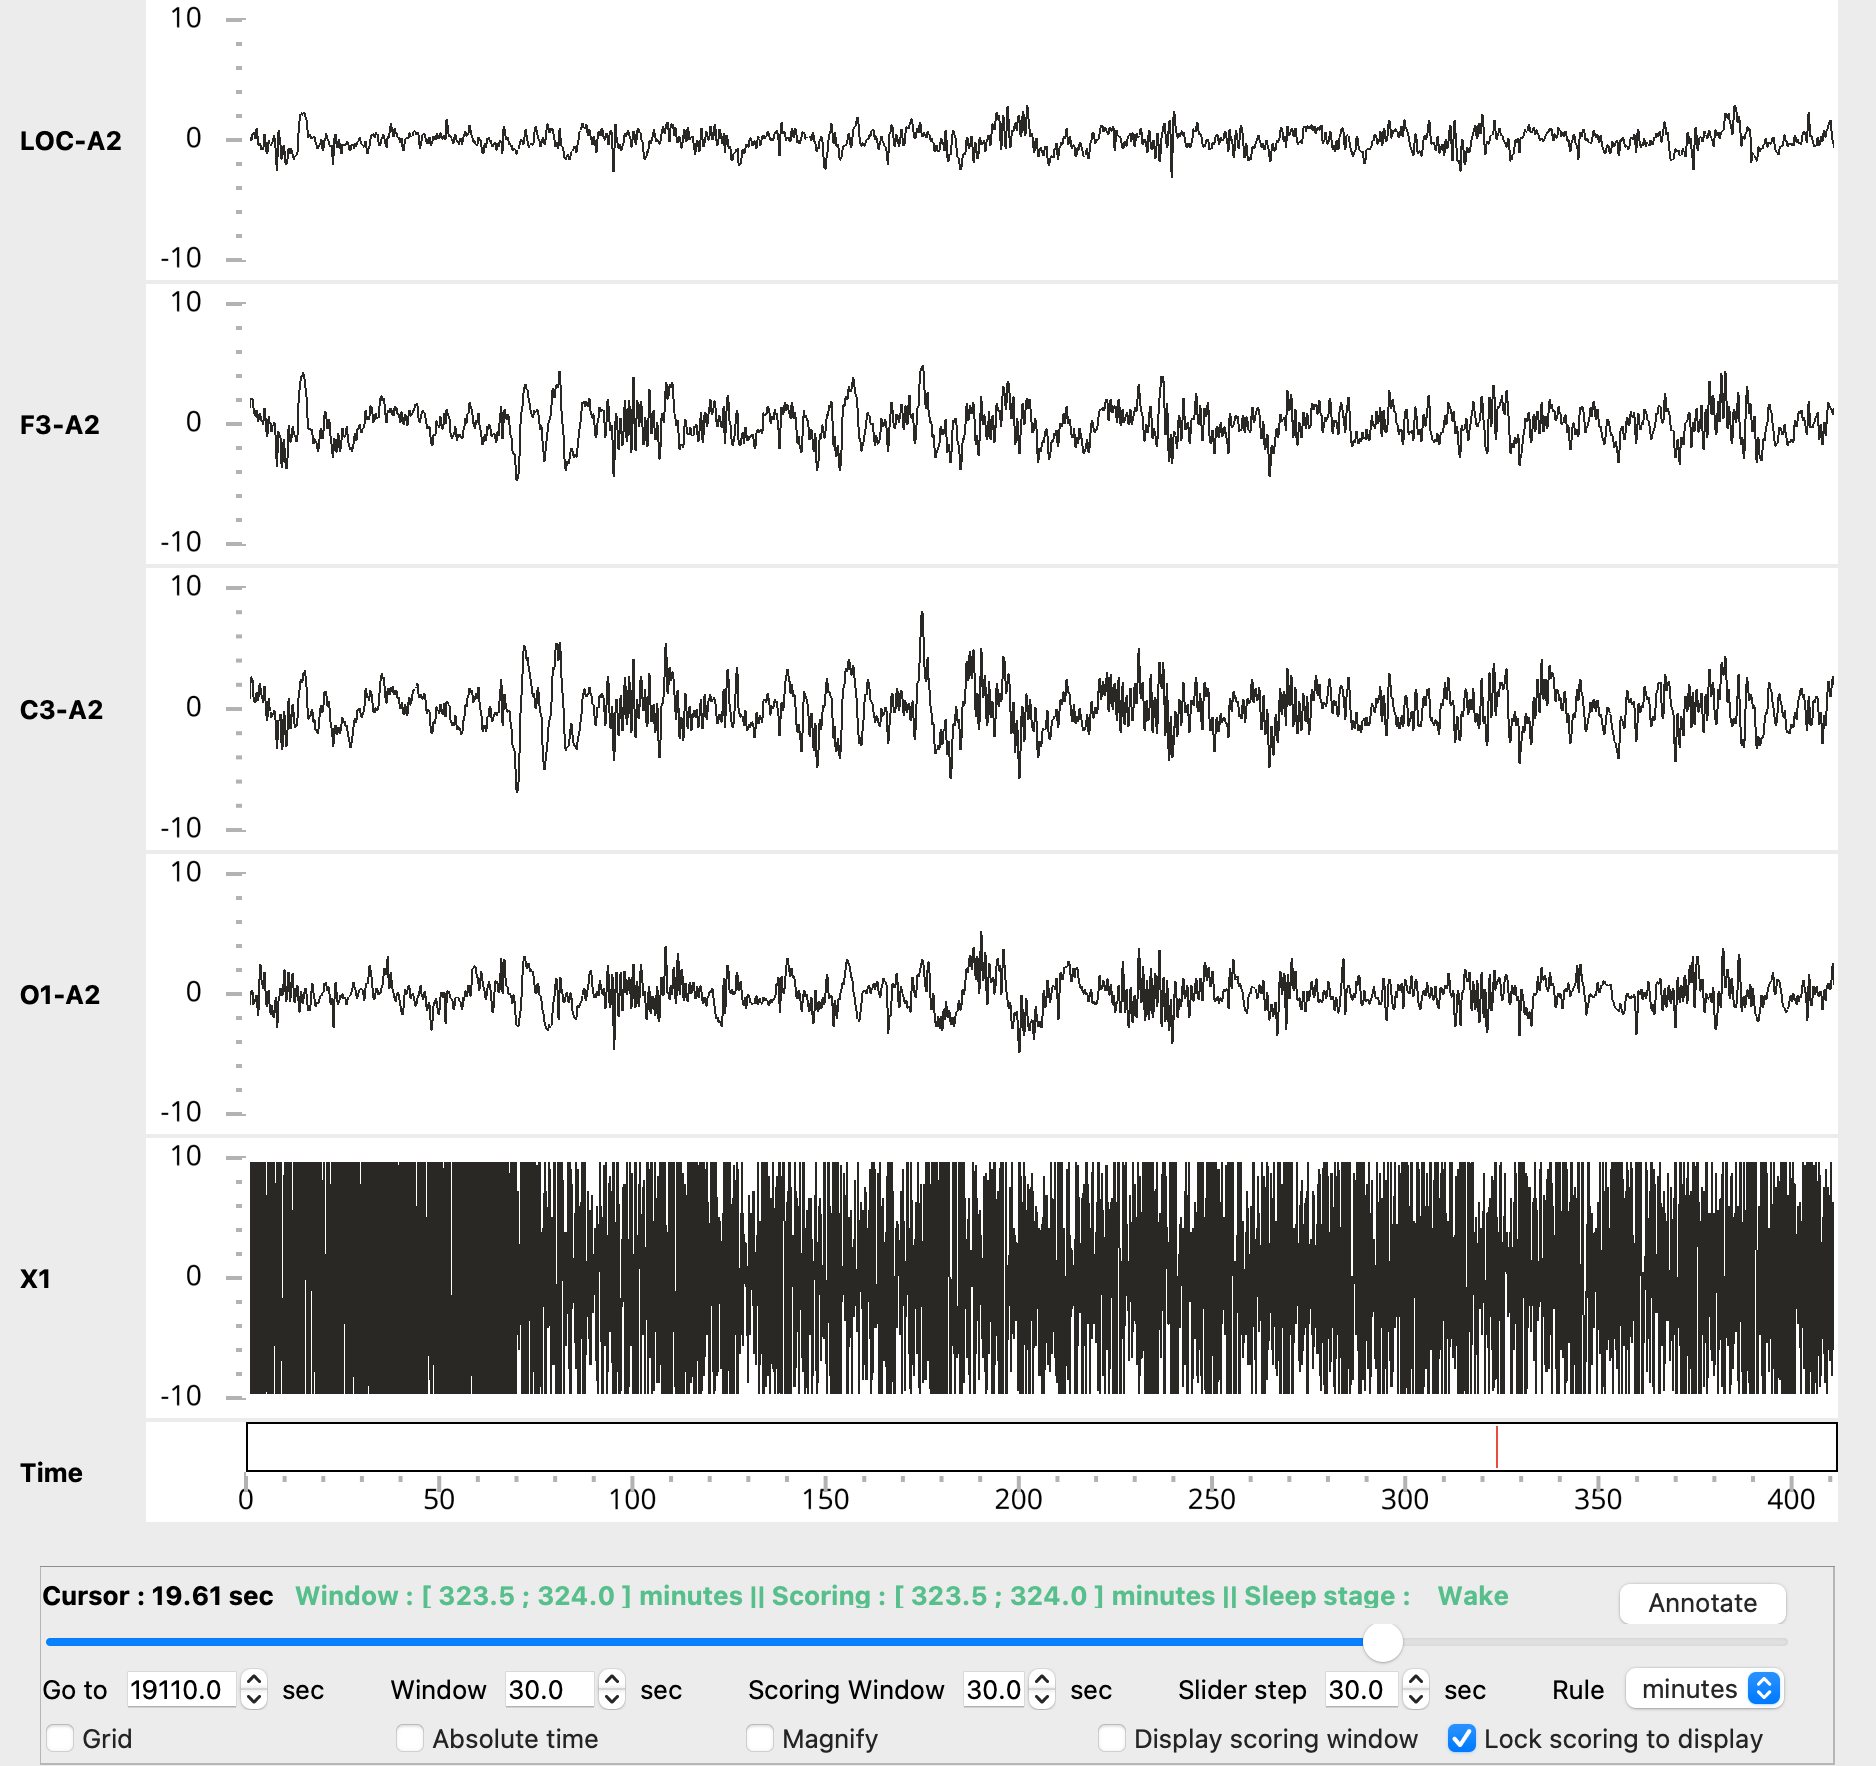 10
LOC-A2 0
-10
10
F3-A2 0
-10
10
C3-A2 0
-10
10
O1-A2 0
-10
10
X1 0
-10
Time
0 50 100 150 200 250 300 350 400
Cursor : 19.61 sec Window : [ 323.5 ; 324.0 ] minutes || Scoring : [ 323.5 ; 324.0 ] minutes || Sleep stage : Wake Annotate
Go to 19110.0 sec Window 30.0 sec Scoring Window 30.0 sec Slider step 30.0 sec Rule minutes
Grid Absolute time Magnify Display scoring window Lock scoring to display